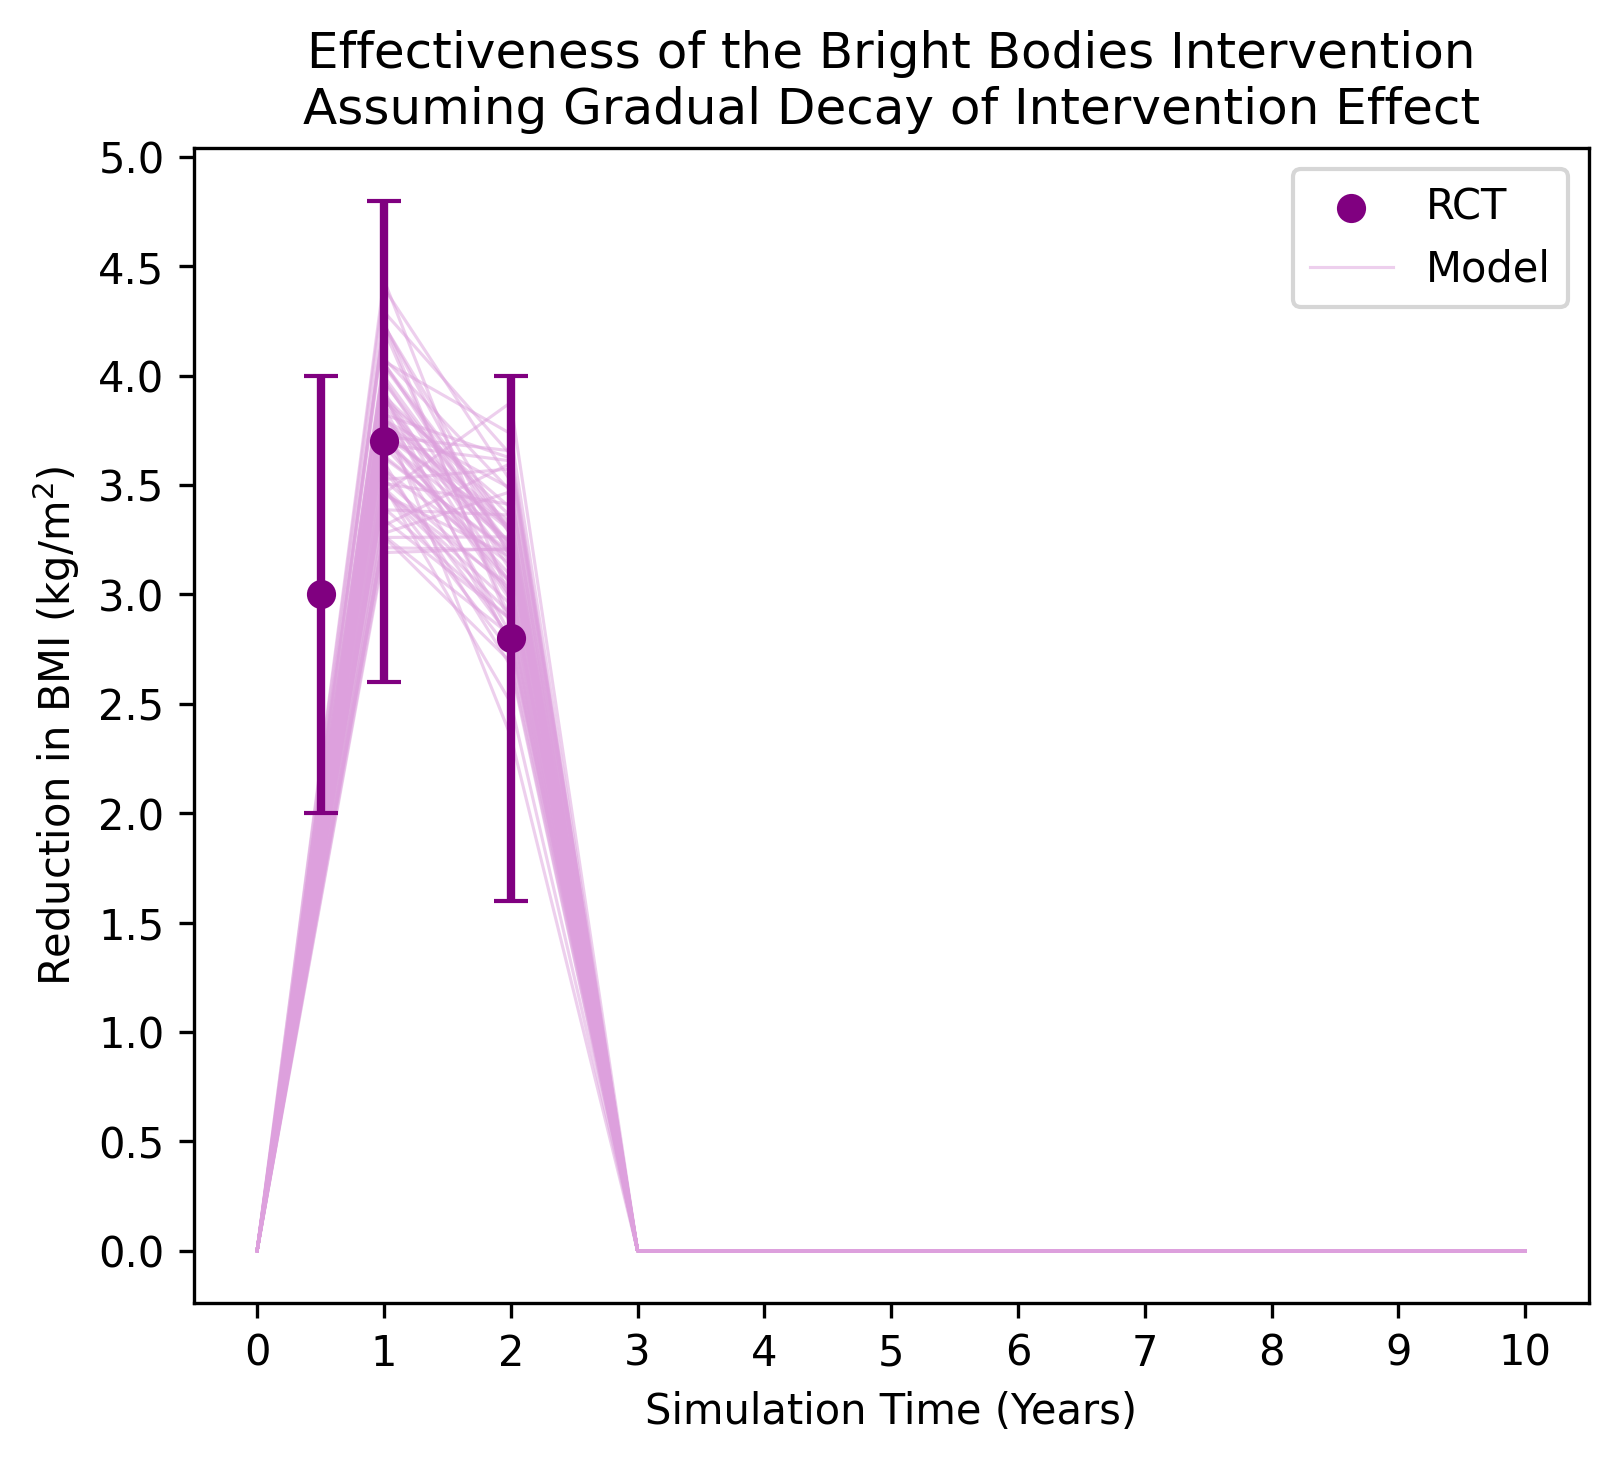 Effectiveness of the Bright Bodies Intervention
Assuming Gradual Decay of Intervention Effect
RCT
Model
Reduction in BMI (kg/m²)
5.0
4.5
4.0
3.5
3.0
2.5
2.0
1.5
1.0
0.5
0.0
0 1 2 3 4 5 6 7 8 9 10
Simulation Time (Years)